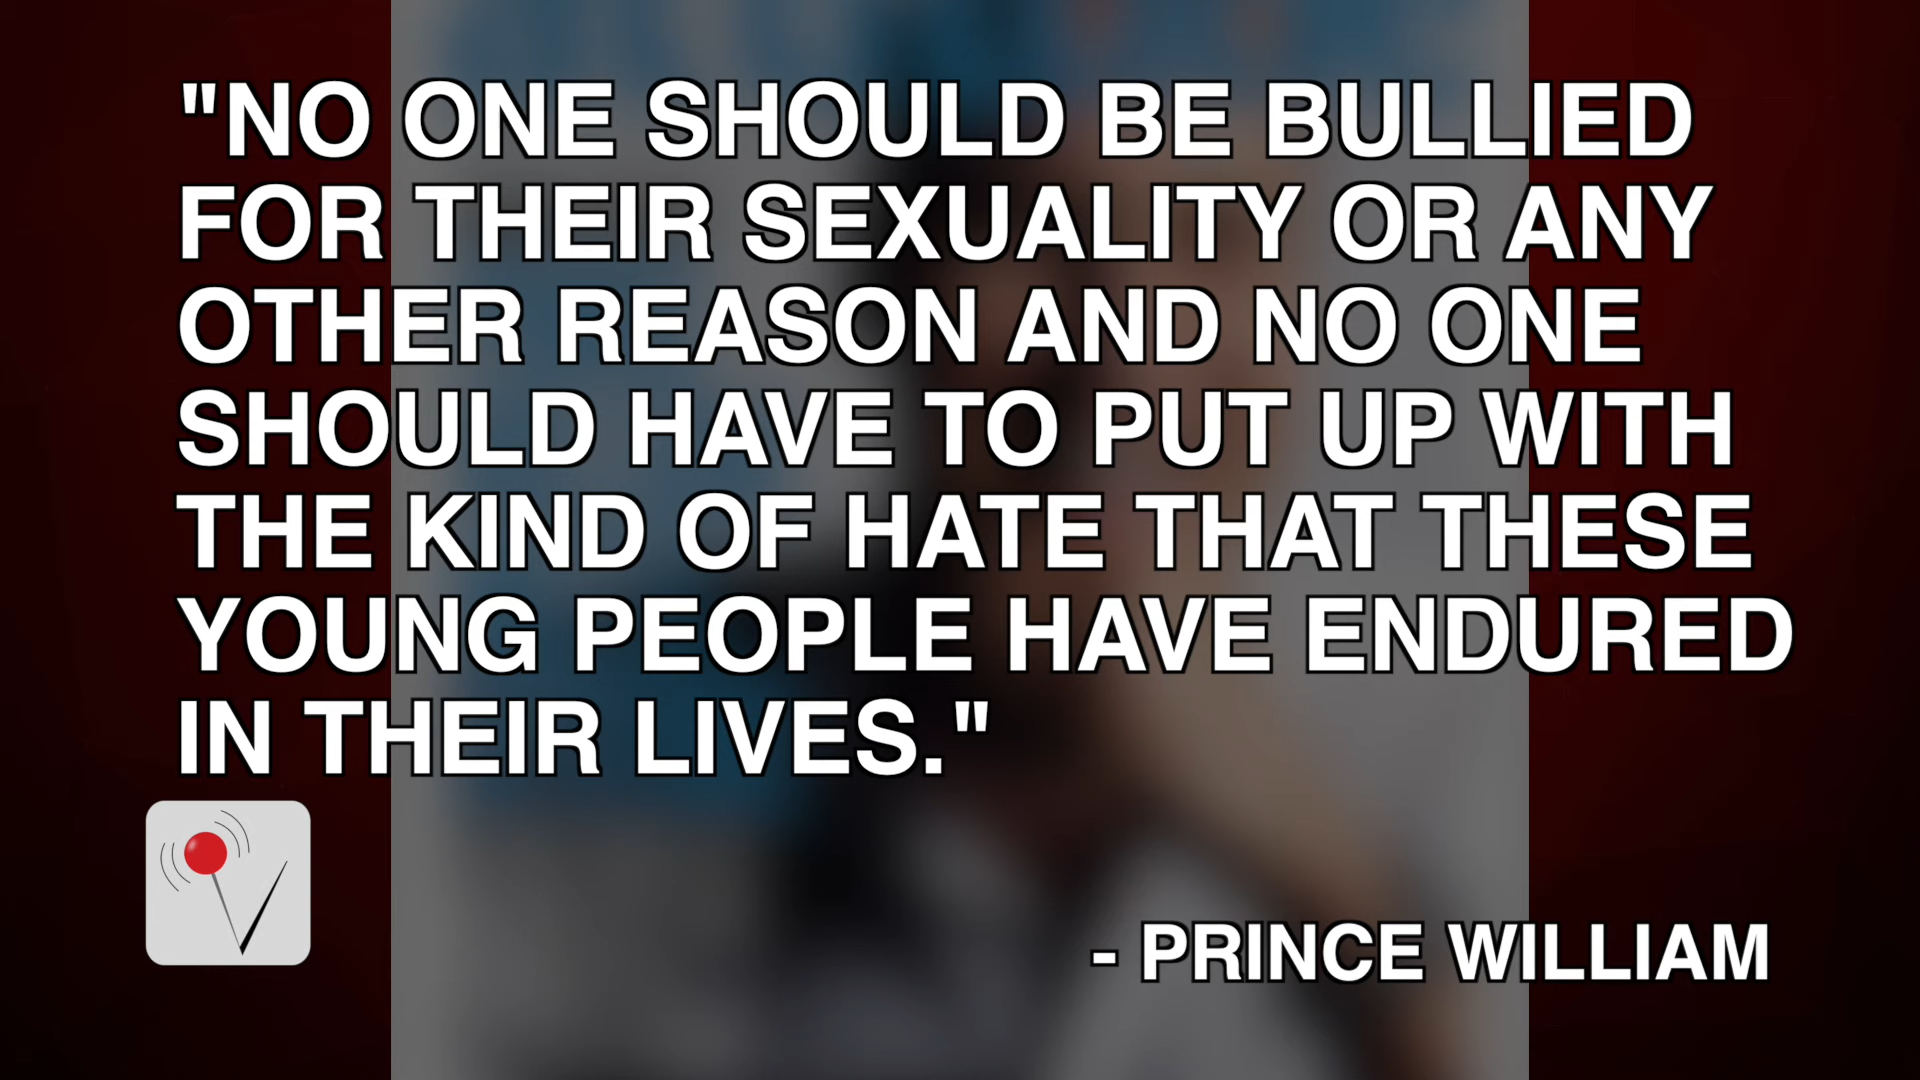 "NO ONE SHOULD BE BULLIED
FOR THEIR SEXUALITY OR ANY
OTHER REASON AND NO ONE
SHOULD HAVE TO PUT UP WITH
THE KIND OF HATE THAT THESE
YOUNG PEOPLE HAVE ENDURED
IN THEIR LIVES."
- PRINCE WILLIAM